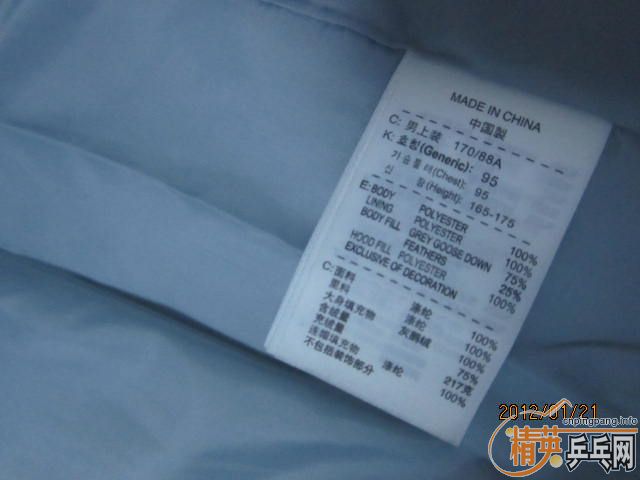 MADE IN CHINA
中国製
C: 男上装 170/88A
K: 호칭(Generic): 95
가슴둘레(Chest): 95
신 장(Height): 165-175
E: BODY POLYESTER 100%
LINING POLYESTER 100%
BODY FILL GREY GOOSE DOWN 75%
FEATHERS 25%
HOOD FILL POLYESTER 100%
EXCLUSIVE OF DECORATION
C: 面料 涤纶 100%
里料 涤纶 100%
大身填充物 灰鹅绒 100%
含绒量 75%
充绒量 217克
连帽填充物 涤纶 100%
不包括装饰部分
2012/01/21
cnpingpang.info
精英乒乓网